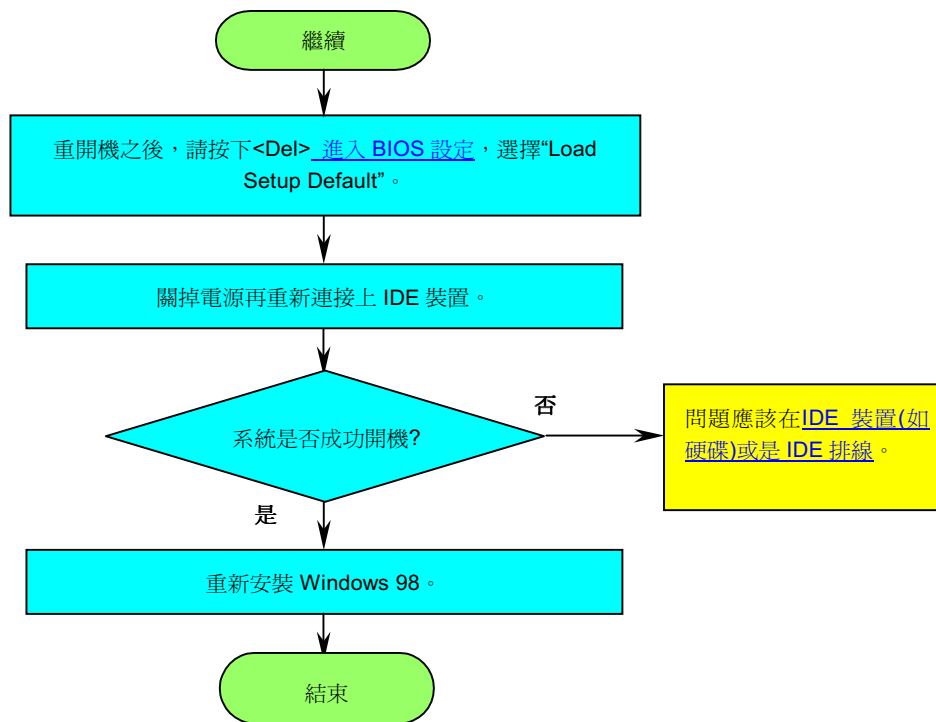 繼續
重開機之後，請按下<Del> 進入 BIOS 設定，選擇“Load
Setup Default”。
關掉電源再重新連接上 IDE 裝置。
系統是否成功開機?
否
問題應該在IDE 裝置(如
硬碟)或是 IDE 排線。
是
重新安裝 Windows 98。
結束